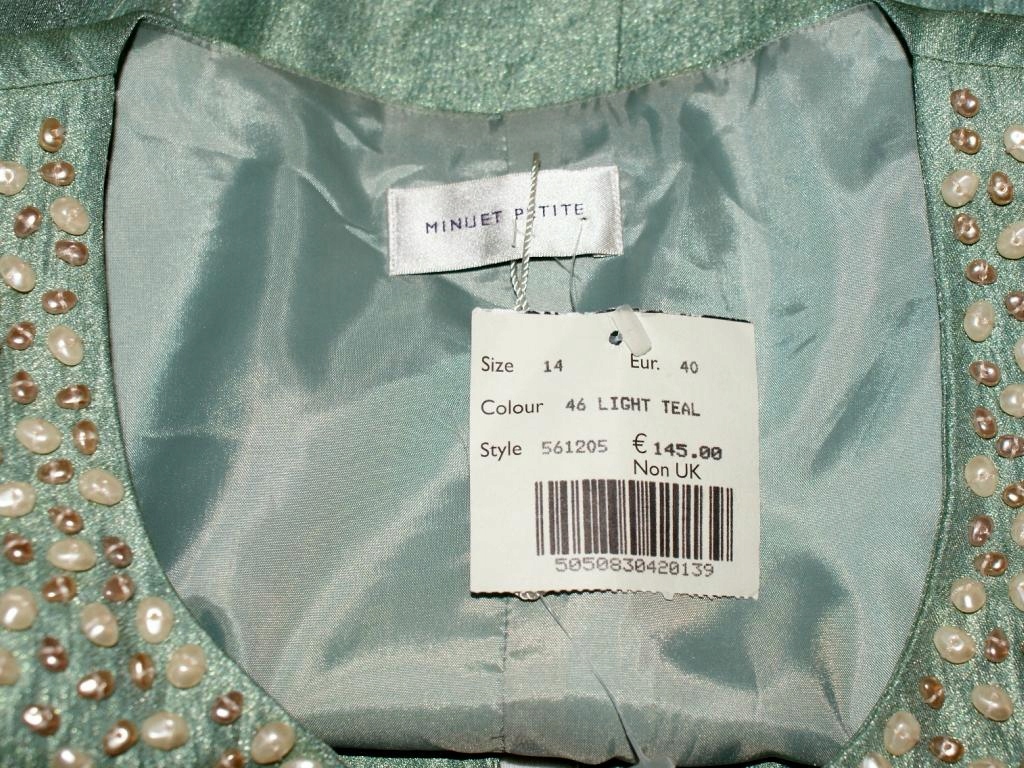 MINUET PETITE
Size 14 Eur. 40
Colour 46 LIGHT TEAL
Style 561205 € 145.00
Non UK
5050830420139